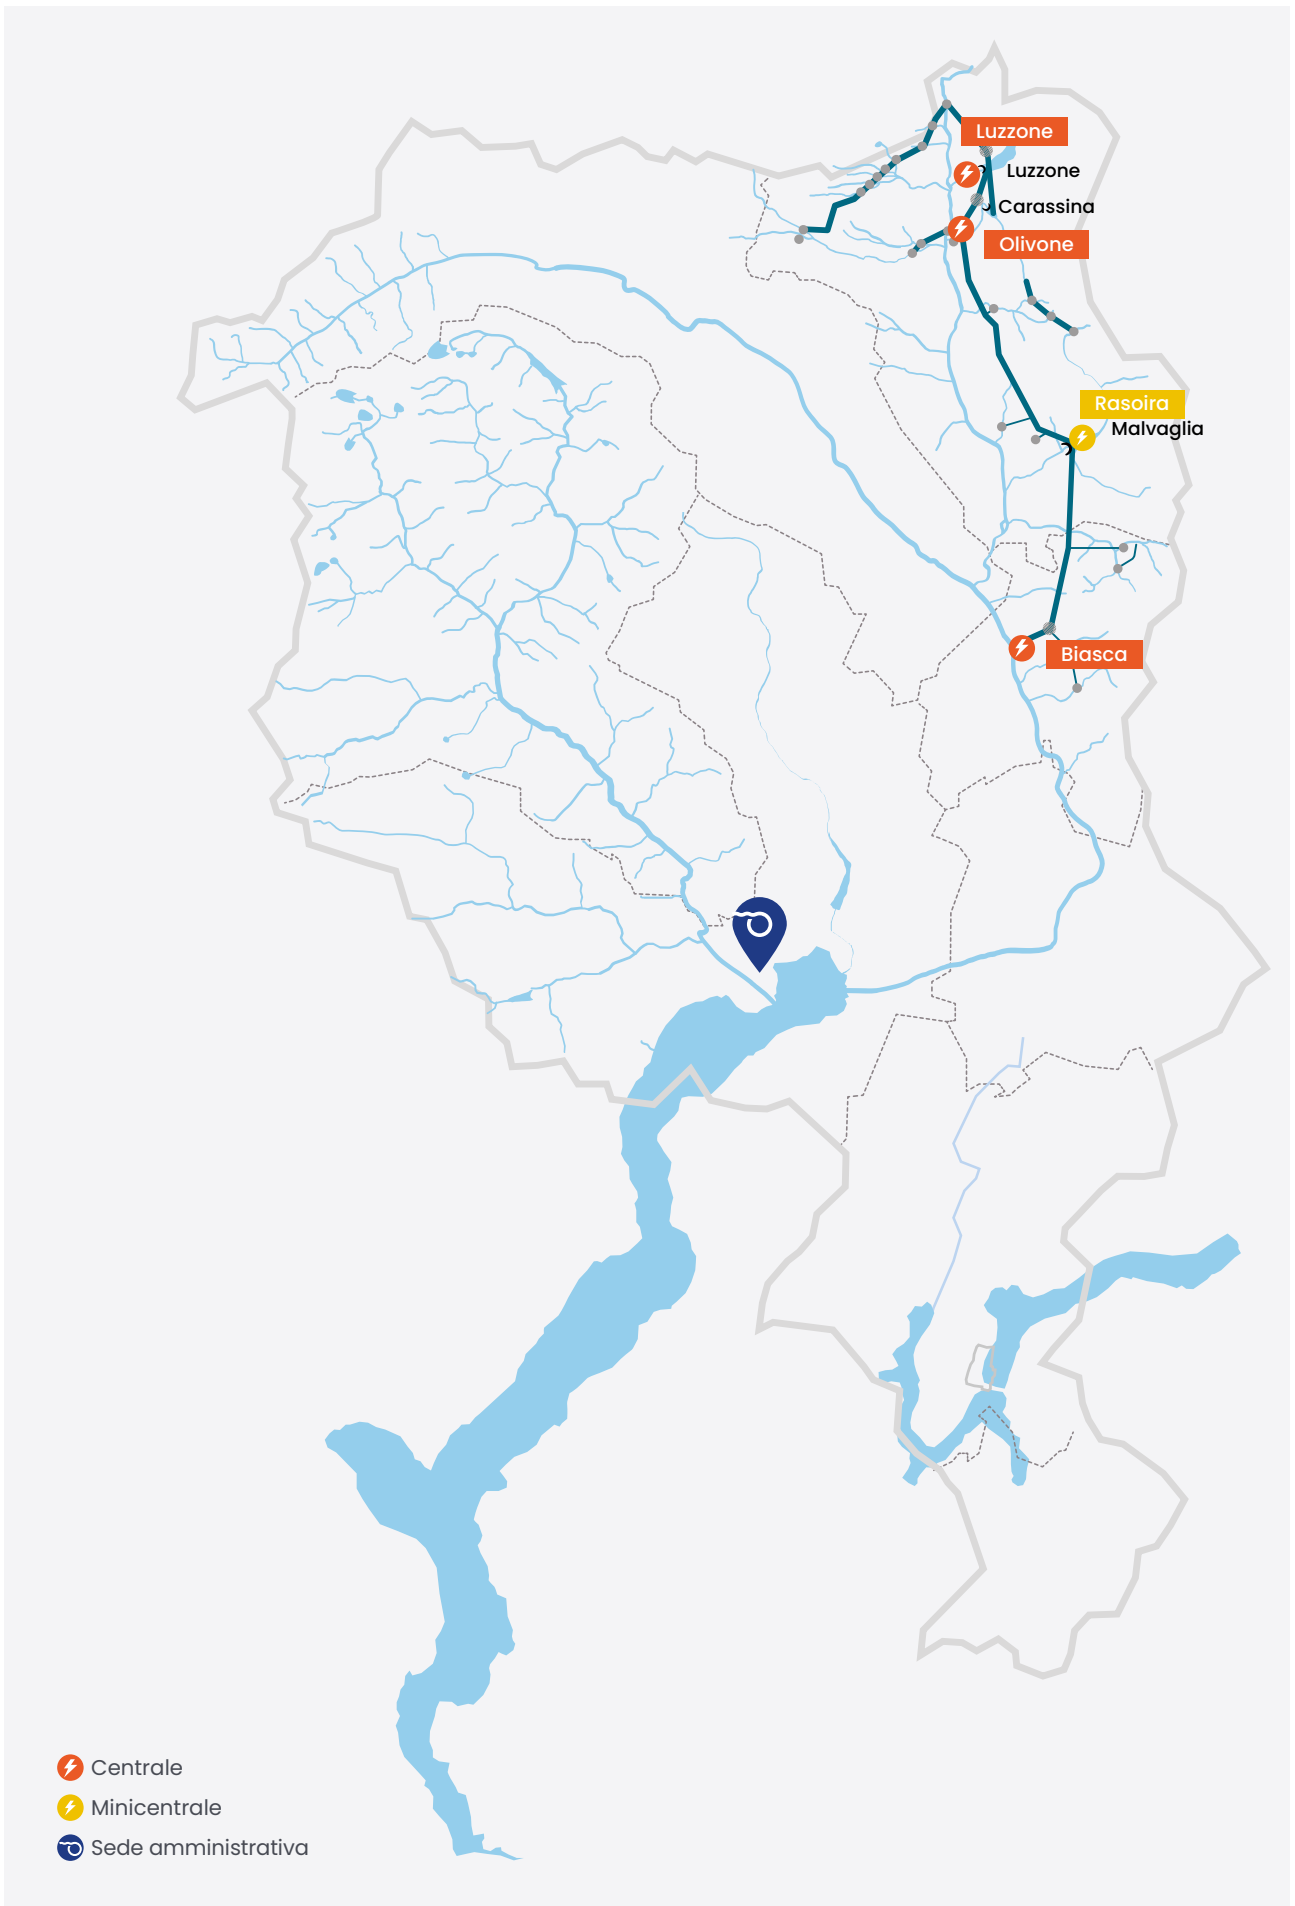 Luzzone
Luzzone
Carassina
Olivone
Rasoira
Malvaglia
Biasca
Centrale
Minicentrale
Sede amministrativa